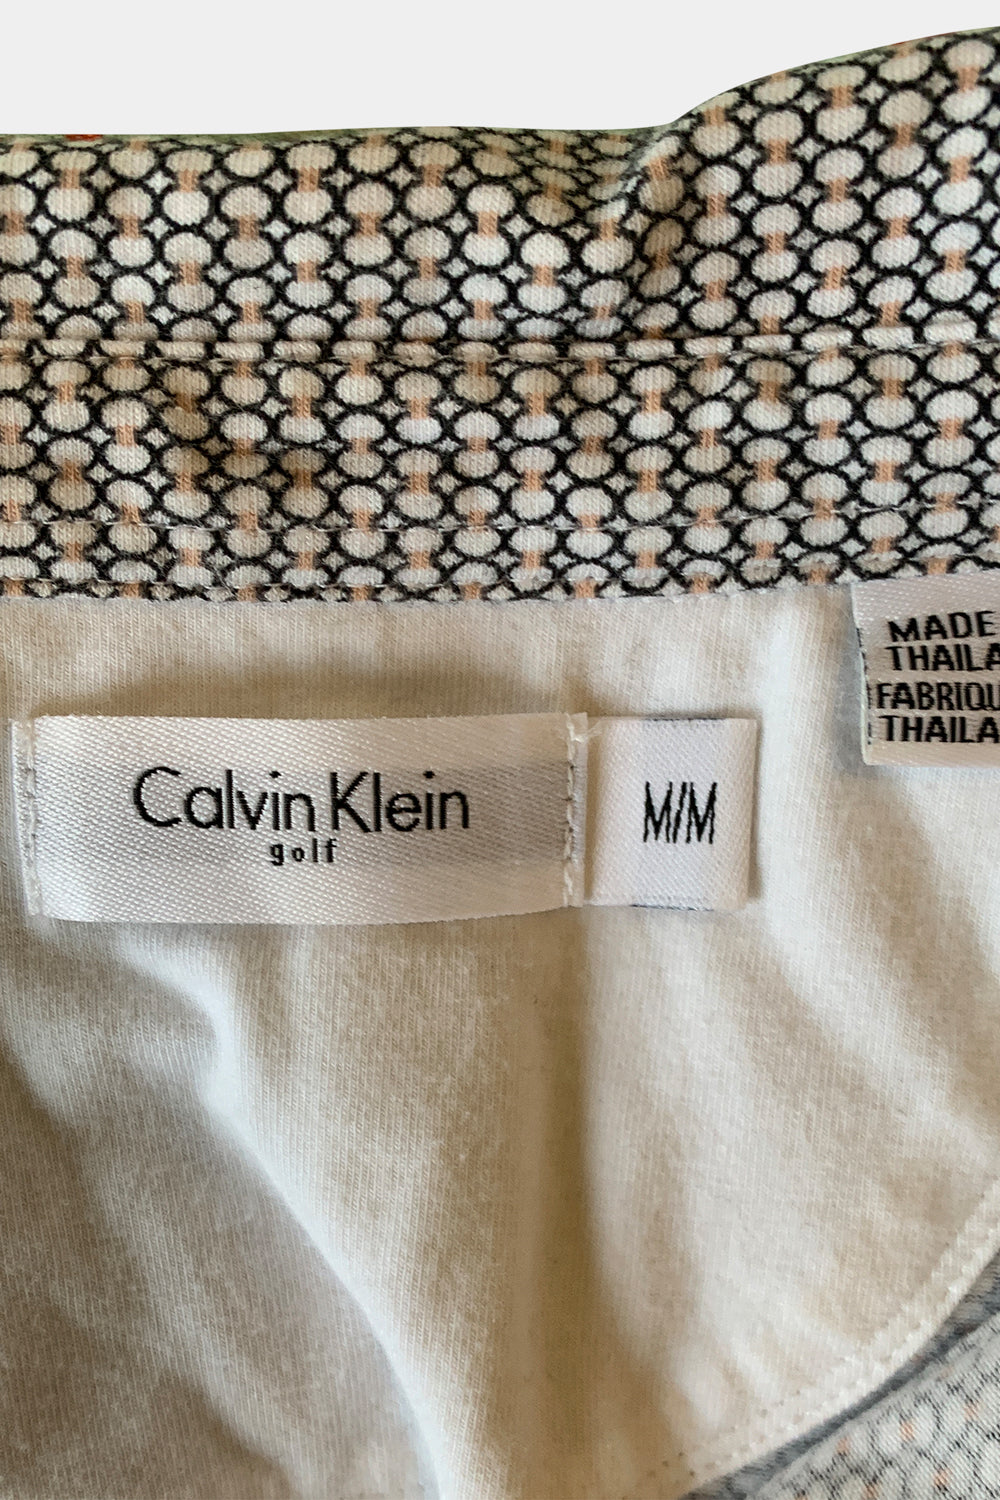 Calvin Klein
golf
M/M
MADE
THAILA
FABRIQU
THAILA